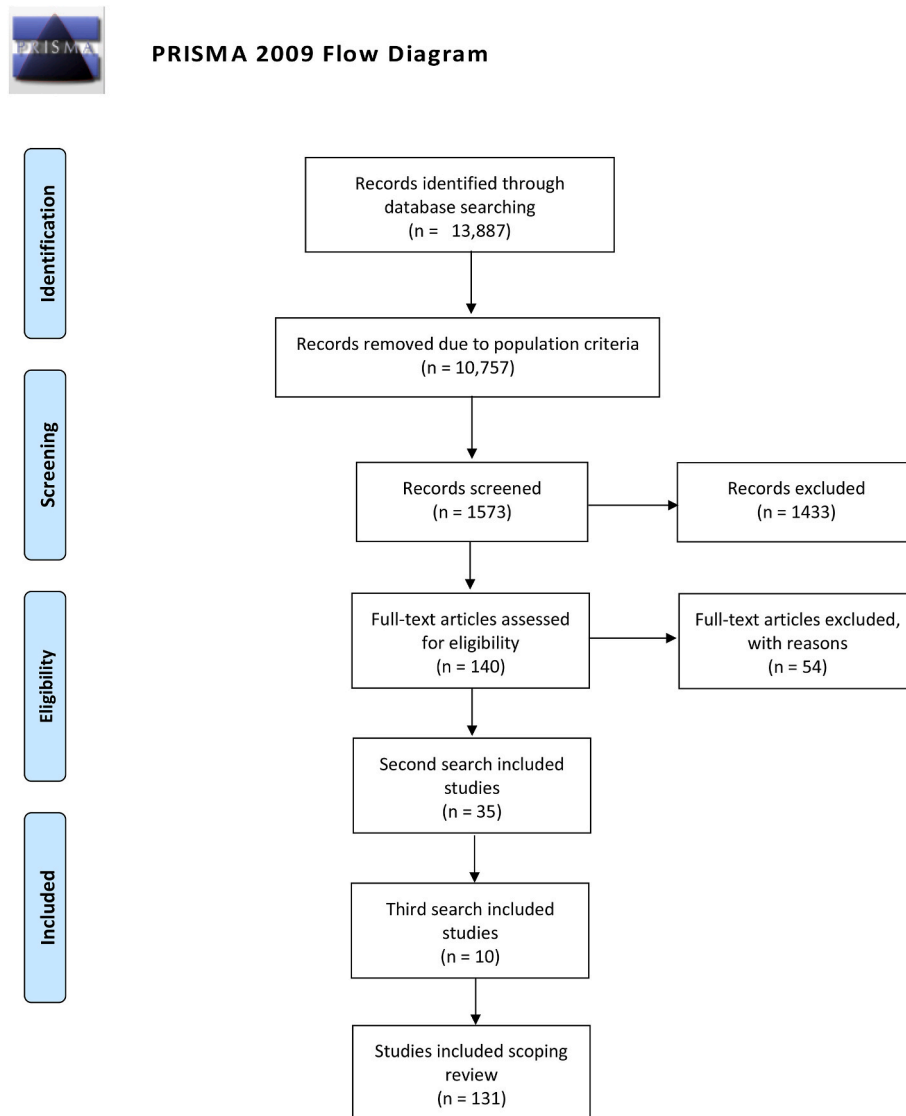 PRISMA
PRISMA 2009 Flow Diagram
Identification
Records identified through
database searching
(n =   13,887)
Records removed due to population criteria
(n = 10,757)
Screening
Records screened
(n = 1573)
Records excluded
(n = 1433)
Eligibility
Full-text articles assessed
for eligibility
(n = 140)
Full-text articles excluded,
with reasons
(n = 54)
Second search included
studies
(n = 35)
Included
Third search included
studies
(n = 10)
Studies included scoping
review
(n = 131)